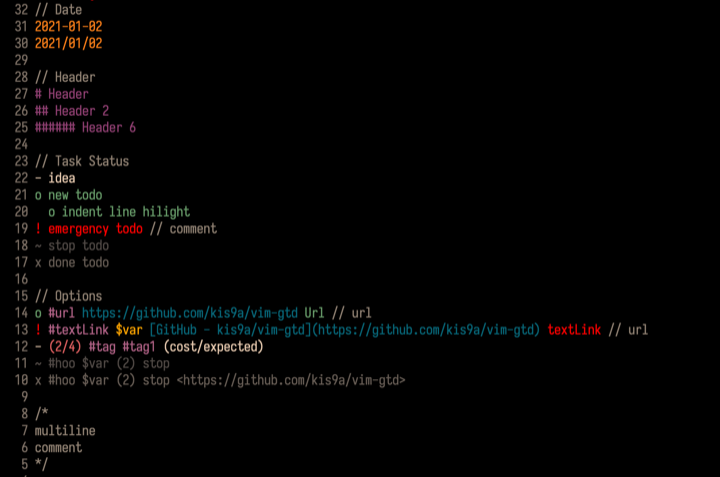 32 // Date
31 2021-01-02
30 2021/01/02
29
28 // Header
27 # Header
26 ## Header 2
25 ###### Header 6
24
23 // Task Status
22 - idea
21 o new todo
20   o indent line hilight
19 ! emergency todo // comment
18 ~ stop todo
17 x done todo
16
15 // Options
14 o #url https://github.com/kis9a/vim-gtd Url // url
13 ! #textLink $var [GitHub - kis9a/vim-gtd](https://github.com/kis9a/vim-gtd) textLink // url
12 - (2/4) #tag #tag1 (cost/expected)
11 ~ #hoo $var (2) stop
10 x #hoo $var (2) stop <https://github.com/kis9a/vim-gtd>
9
8 /*
7 multiline
6 comment
5 */